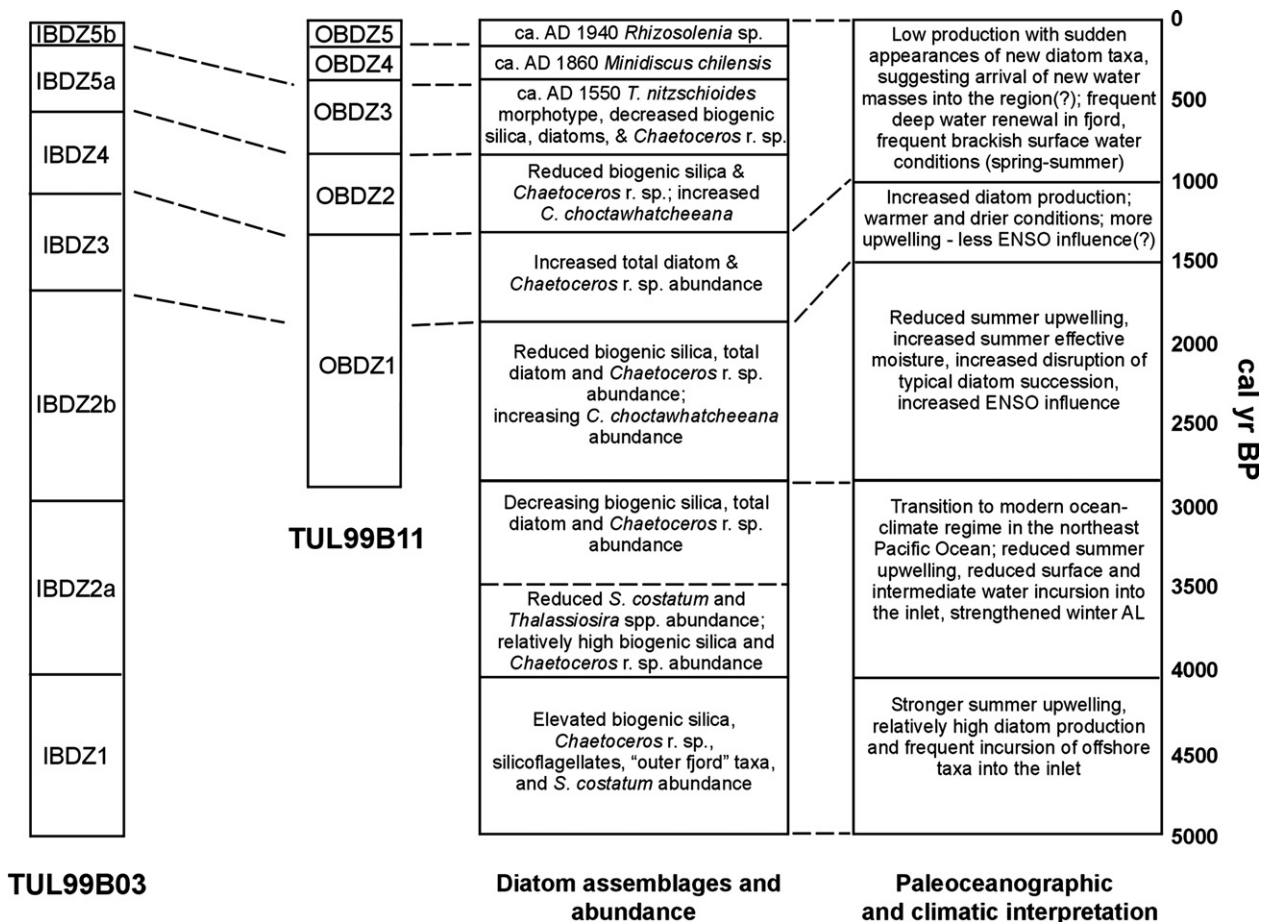 IBDZ5b
IBDZ5a
IBDZ4
IBDZ3
IBDZ2b
IBDZ2a
IBDZ1
TUL99B03
OBDZ5
OBDZ4
OBDZ3
OBDZ2
OBDZ1
TUL99B11
ca. AD 1940 Rhizosolenia sp.
ca. AD 1860 Minidiscus chilensis
ca. AD 1550 T. nitzschioides
morphotype, decreased biogenic
silica, diatoms, & Chaetoceros r. sp.
Reduced biogenic silica &
Chaetoceros r. sp.; increased
C. choctawhatcheeana
Increased total diatom &
Chaetoceros r. sp. abundance
Reduced biogenic silica, total
diatom and Chaetoceros r. sp.
abundance;
increasing C. choctawhatcheeana
abundance
Decreasing biogenic silica, total
diatom and Chaetoceros r. sp.
abundance
Reduced S. costatum and
Thalassiosira spp. abundance;
relatively high biogenic silica and
Chaetoceros r. sp. abundance
Elevated biogenic silica,
Chaetoceros r. sp.,
silicoflagellates, “outer fjord” taxa,
and S. costatum abundance
Diatom assemblages and
abundance
Low production with sudden
appearances of new diatom taxa,
suggesting arrival of new water
masses into the region(?); frequent
deep water renewal in fjord,
frequent brackish surface water
conditions (spring-summer)
Increased diatom production;
warmer and drier conditions; more
upwelling - less ENSO influence(?)
Reduced summer upwelling,
increased summer effective
moisture, increased disruption of
typical diatom succession,
increased ENSO influence
Transition to modern ocean-
climate regime in the northeast
Pacific Ocean; reduced summer
upwelling, reduced surface and
intermediate water incursion into
the inlet, strengthened winter AL
Stronger summer upwelling,
relatively high diatom production
and frequent incursion of offshore
taxa into the inlet
Paleoceanographic
and climatic interpretation
0
500
1000
1500
2000
2500
3000
3500
4000
4500
5000
cal yr BP